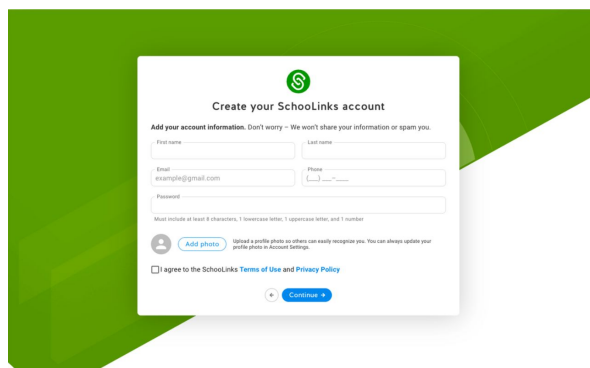 Create your SchooLinks account
Add your account information. Don't worry – We won't share your information or spam you.
First name
Last name
Email
example@gmail.com
Phone
(___) ___-____
Password
Must include at least 8 characters, 1 lowercase letter, 1 uppercase letter, and 1 number
Add photo
Upload a profile photo so others can easily recognize you. You can always update your
profile photo in Account Settings.
I agree to the SchooLinks Terms of Use and Privacy Policy
Continue →